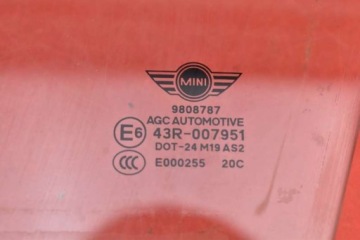 MINI
9808787
AGC AUTOMOTIVE
E6 43R-007951
DOT-24 M19 AS2
CCC E000255 20C